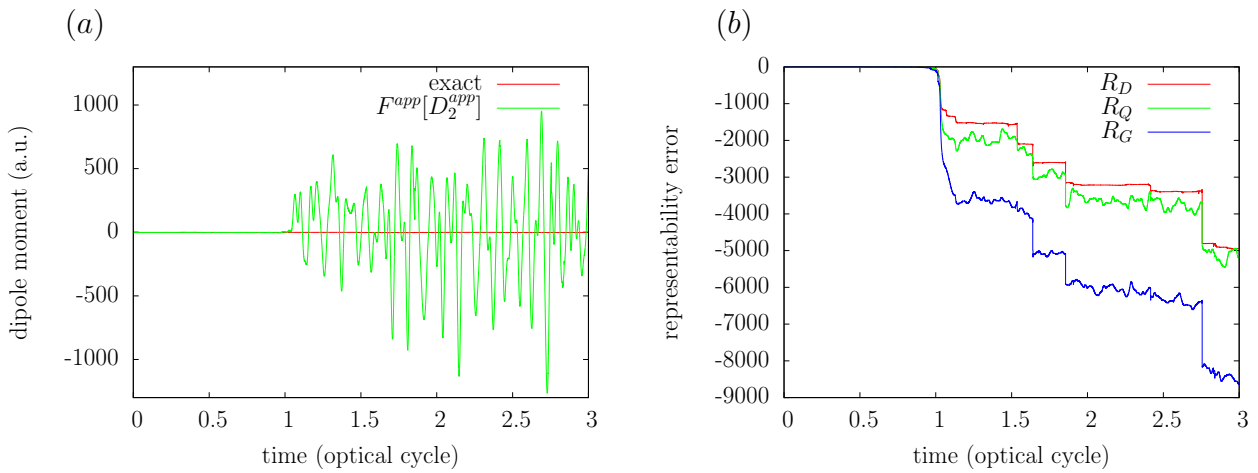 (a)
dipole moment (a.u.)
1000
500
0
-500
-1000
0
0.5
1
1.5
2
2.5
3
time (optical cycle)
exact
F^{app}[D_2^{app}]
(b)
representability error
0
-1000
-2000
-3000
-4000
-5000
-6000
-7000
-8000
-9000
0
0.5
1
1.5
2
2.5
3
time (optical cycle)
R_D
R_Q
R_G